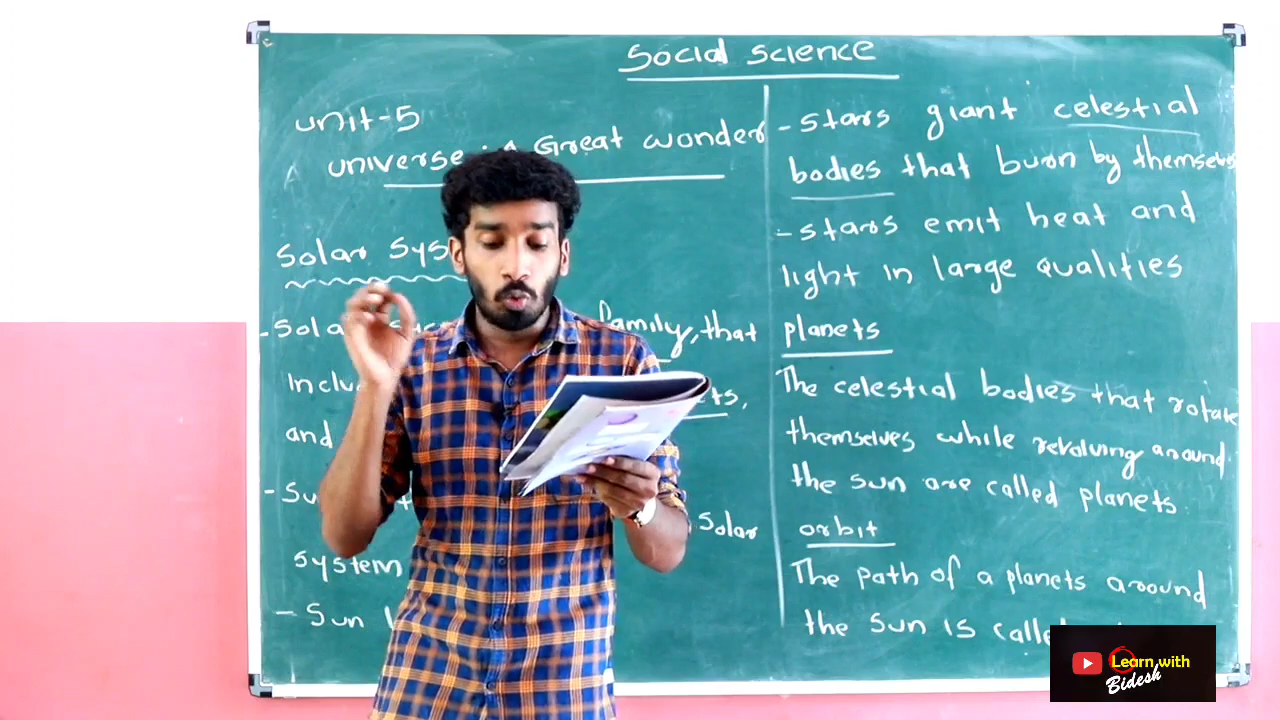 Social science
unit-5
universe : A Great wonder
Solar Sys
- Solar family, that
Inclu ts,
and
- Su Solar
system
- Sun
- stars giant celestial
bodies that burn by themselves
- stars emit heat and
light in large qualities
planets
The celestial bodies that rotate
themselves while revolving around
the sun are called planets
orbit
The path of a planets around
the sun is called
Learn with
Bidesh